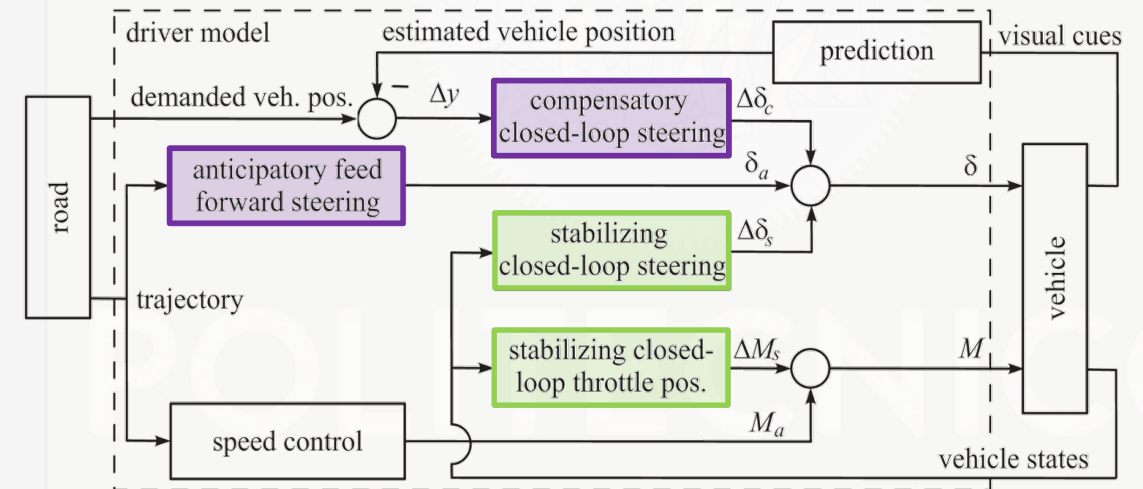 driver model
estimated vehicle position
prediction
visual cues
demanded veh. pos.
−
Δy
compensatory
closed-loop steering
Δδc
anticipatory feed
forward steering
δa
δ
road
stabilizing
closed-loop steering
Δδs
vehicle
trajectory
stabilizing closed-
loop throttle pos.
ΔMs
M
speed control
Ma
vehicle states
POLITECNICO